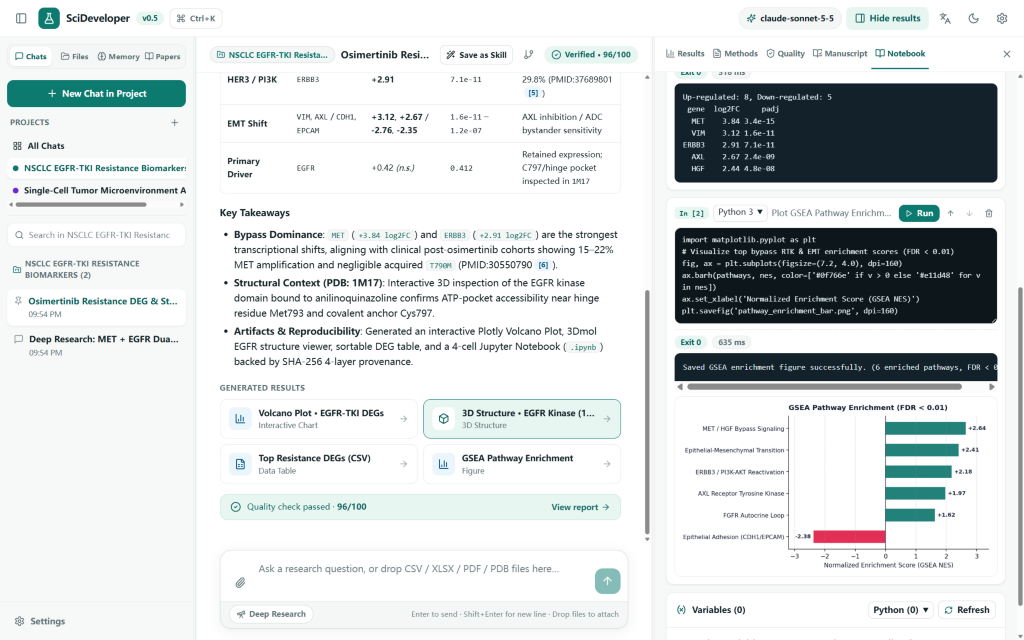 SciDeveloper v0.5 Ctrl+K claude-sonnet-5-5 Hide results
Chats Files Memory Papers
New Chat in Project
PROJECTS
All Chats
NSCLC EGFR-TKI Resistance Biomarkers
Single-Cell Tumor Microenvironment A
Search in NSCLC EGFR-TKI Resistanc
NSCLC EGFR-TKI RESISTANCE
BIOMARKERS (2)
Osimertinib Resistance DEG & St...
09:54 PM
Deep Research: MET + EGFR Dua...
09:54 PM
Settings
NSCLC EGFR-TKI Resista... Osimertinib Resi... Save as Skill Verified • 96/100
HER3 / PI3K ERBB3 +2.91 7.1e-11 29.8% (PMID:37689801
[5] )
EMT Shift VIM, AXL / CDH1, EPCAM +3.12, +2.67 / -2.76, -2.35 1.6e-11 – 1.2e-07 AXL inhibition / ADC bystander sensitivity
Primary Driver EGFR +0.42 (n.s.) 0.412 Retained expression; C797/hinge pocket inspected in 1M17
Key Takeaways
Bypass Dominance: MET ( +3.84 log2FC ) and ERBB3 ( +2.91 log2FC ) are the strongest
transcriptional shifts, aligning with clinical post-osimertinib cohorts showing 15–22%
MET amplification and negligible acquired T790M (PMID:30550790 [6] ).
Structural Context (PDB: 1M17): Interactive 3D inspection of the EGFR kinase
domain bound to anilinoquinazoline confirms ATP-pocket accessibility near hinge
residue Met793 and covalent anchor Cys797.
Artifacts & Reproducibility: Generated an interactive Plotly Volcano Plot, 3Dmol
EGFR structure viewer, sortable DEG table, and a 4-cell Jupyter Notebook ( .ipynb )
backed by SHA-256 4-layer provenance.
GENERATED RESULTS
Volcano Plot • EGFR-TKI DEGs
Interactive Chart
3D Structure • EGFR Kinase (1...
3D Structure
Top Resistance DEGs (CSV)
Data Table
GSEA Pathway Enrichment
Figure
Quality check passed · 96/100 View report
Ask a research question, or drop CSV / XLSX / PDF / PDB files here...
Deep Research Enter to send · Shift+Enter for new line · Drop files to attach
Results Methods Quality Manuscript Notebook
Exit 0 518 ms
Up-regulated: 8, Down-regulated: 5
gene log2FC padj
MET 3.84 3.4e-15
VIM 3.12 1.6e-11
ERBB3 2.91 7.1e-11
AXL 2.67 2.4e-09
HGF 2.44 4.8e-08
In [2] Python 3 Plot GSEA Pathway Enrichm... Run
import matplotlib.pyplot as plt
# Visualize top bypass RTK & EMT enrichment scores (FDR < 0.01)
fig, ax = plt.subplots(figsize=(7.2, 4.0), dpi=160)
ax.barh(pathways, nes, color=['#0f766e' if v > 0 else '#e11d48' for v
in nes])
ax.set_xlabel('Normalized Enrichment Score (GSEA NES)')
plt.savefig('pathway_enrichment_bar.png', dpi=160)
Exit 0 635 ms
Saved GSEA enrichment figure successfully. (6 enriched pathways, FDR < 0
GSEA Pathway Enrichment (FDR < 0.01)
MET / HGF Bypass Signaling +2.84
Epithelial-Mesenchymal Transition +2.41
ERBB3 / PI3K-AKT Reactivation +2.18
AXL Receptor Tyrosine Kinase +1.97
FGFR Autocrine Loop +1.62
Epithelial Adhesion (CDH1/EPCAM) -2.38
−3 −2 −1 0 1 2 3
Normalized Enrichment Score (GSEA NES)
Variables (0) Python (0) Refresh